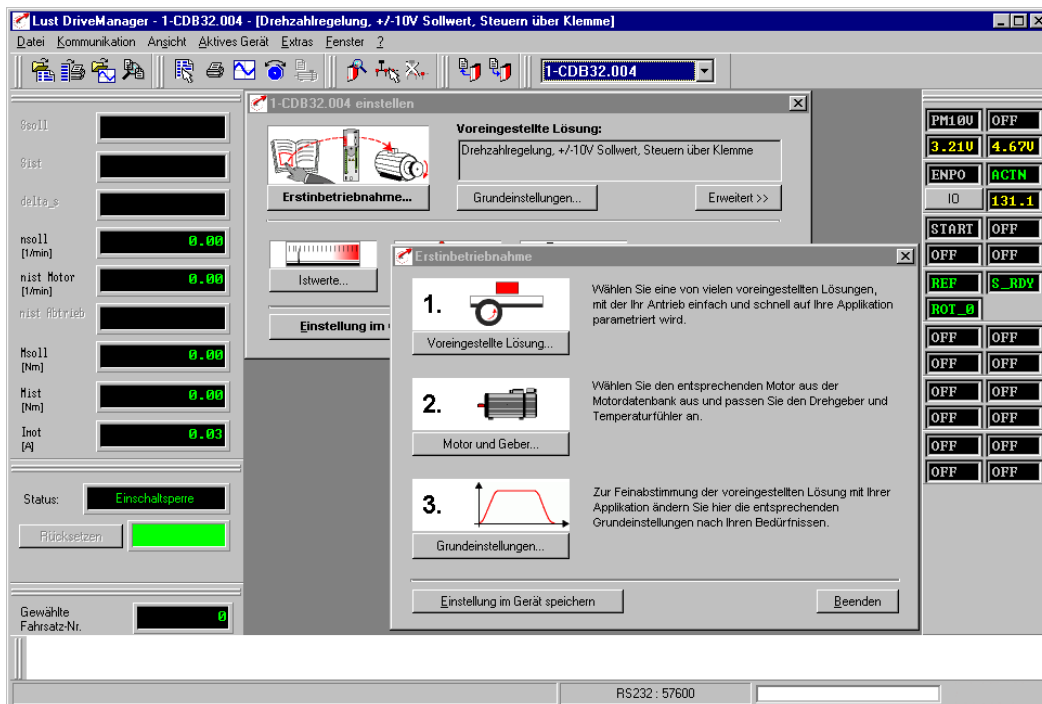 Lust DriveManager - 1-CDB32.004 - [Drehzahlregelung, +/-10V Sollwert, Steuern über Klemme]
Datei Kommunikation Ansicht Aktives Gerät Extras Fenster ?
1-CDB32.004
Ssoll
Sist
delta_s
nsoll
[1/min]
0.00
nist Motor
[1/min]
0.00
nist Abtrieb
Msoll
[Nm]
0.00
Mist
[Nm]
0.00
Imot
[A]
0.03
Status:
Einschaltsperre
Rücksetzen
Gewählte
Fahrsatz-Nr.
0
1-CDB32.004 einstellen
Voreingestellte Lösung:
Drehzahlregelung, +/-10V Sollwert, Steuern über Klemme
Erstinbetriebnahme...
Grundeinstellungen...
Erweitert >>
Istwerte...
Einstellung im
Erstinbetriebnahme
1.
Wählen Sie eine von vielen voreingestellten Lösungen,
mit der Ihr Antrieb einfach und schnell auf Ihre Applikation
parametriert wird.
Voreingestellte Lösung...
2.
Wählen Sie den entsprechenden Motor aus der
Motordatenbank aus und passen Sie den Drehgeber und
Temperaturfühler an.
Motor und Geber...
3.
Zur Feinabstimmung der voreingestellten Lösung mit Ihrer
Applikation ändern Sie hier die entsprechenden
Grundeinstellungen nach Ihren Bedürfnissen.
Grundeinstellungen...
Einstellung im Gerät speichern
Beenden
PM10V OFF
3.21V 4.67V
ENPO ACTN
IO 131.1
START OFF
OFF OFF
REF S_RDY
ROT_0
OFF OFF
OFF OFF
OFF OFF
OFF OFF
OFF OFF
OFF OFF
RS232 : 57600